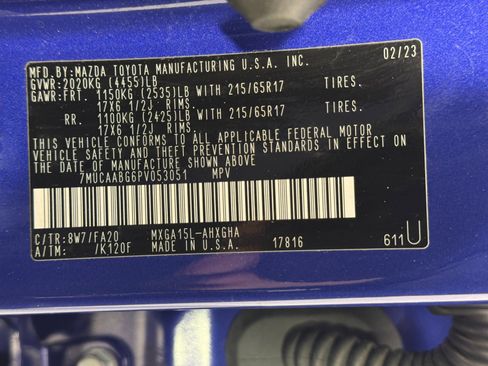 MFD.BY:MAZDA TOYOTA MANUFACTURING U.S.A. INC. 02/23
GVWR:2020KG (4455)LB
GAWR:FRT. 1150KG (2535)LB WITH 215/65R17 TIRES.
17X6 1/2J RIMS.
RR. 1100KG (2425)LB WITH 215/65R17 TIRES.
17X6 1/2J RIMS.
THIS VEHICLE CONFORMS TO ALL APPLICABLE FEDERAL MOTOR
VEHICLE SAFETY AND THEFT PREVENTION STANDARDS IN EFFECT
ON THE DATE OF MANUFACTURE SHOWN ABOVE.
7MUCAABG6PV053051 MPV
C/TR:8W7/FA20 MXGA15L-AHXGHA
A/TM: /K120F MADE IN U.S.A. 17816 611U